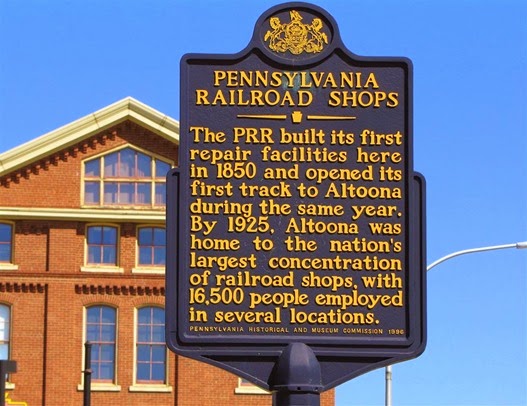 PENNSYLVANIA
RAILROAD SHOPS
The PRR built its first
repair facilities here
in 1850 and opened its
first track to Altoona
during the same year.
By 1925, Altoona was
home to the nation's
largest concentration
of railroad shops, with
16,500 people employed
in several locations.
PENNSYLVANIA HISTORICAL AND MUSEUM COMMISSION 1996